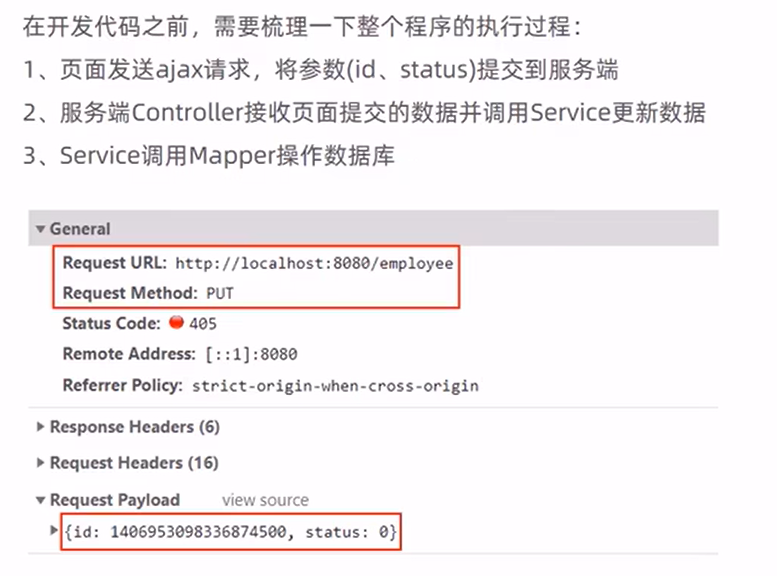 在开发代码之前，需要梳理一下整个程序的执行过程：
1、页面发送ajax请求，将参数(id、status)提交到服务端
2、服务端Controller接收页面提交的数据并调用Service更新数据
3、Service调用Mapper操作数据库
General
Request URL: http://localhost:8080/employee
Request Method: PUT
Status Code: 405
Remote Address: [::1]:8080
Referrer Policy: strict-origin-when-cross-origin
Response Headers (6)
Request Headers (16)
Request Payload view source
{id: 1406953098336874500, status: 0}